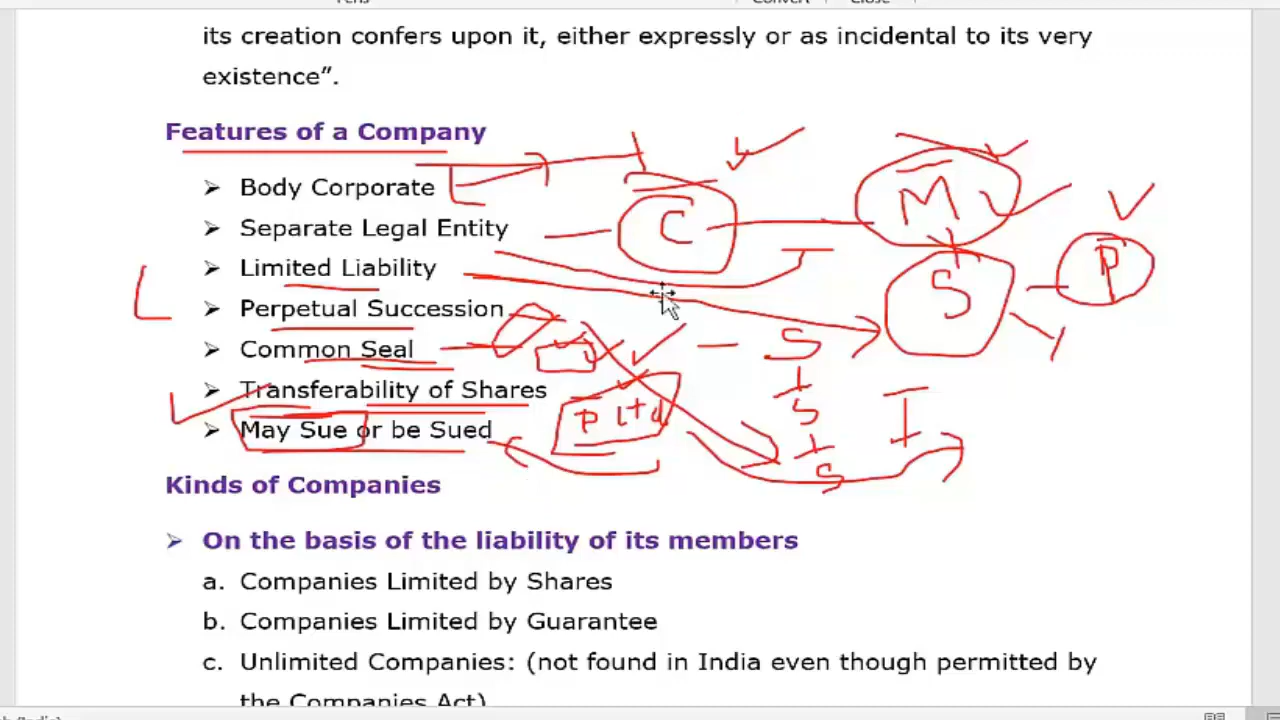 its creation confers upon it, either expressly or as incidental to its very
existence”.
Features of a Company
➢ Body Corporate
➢ Separate Legal Entity
➢ Limited Liability
➢ Perpetual Succession
➢ Common Seal
➢ Transferability of Shares
➢ May Sue or be Sued
C
M
S
P
S
S
S
P Ltd
I
Kinds of Companies
➢ On the basis of the liability of its members
a. Companies Limited by Shares
b. Companies Limited by Guarantee
c. Unlimited Companies: (not found in India even though permitted by
the Companies Act)